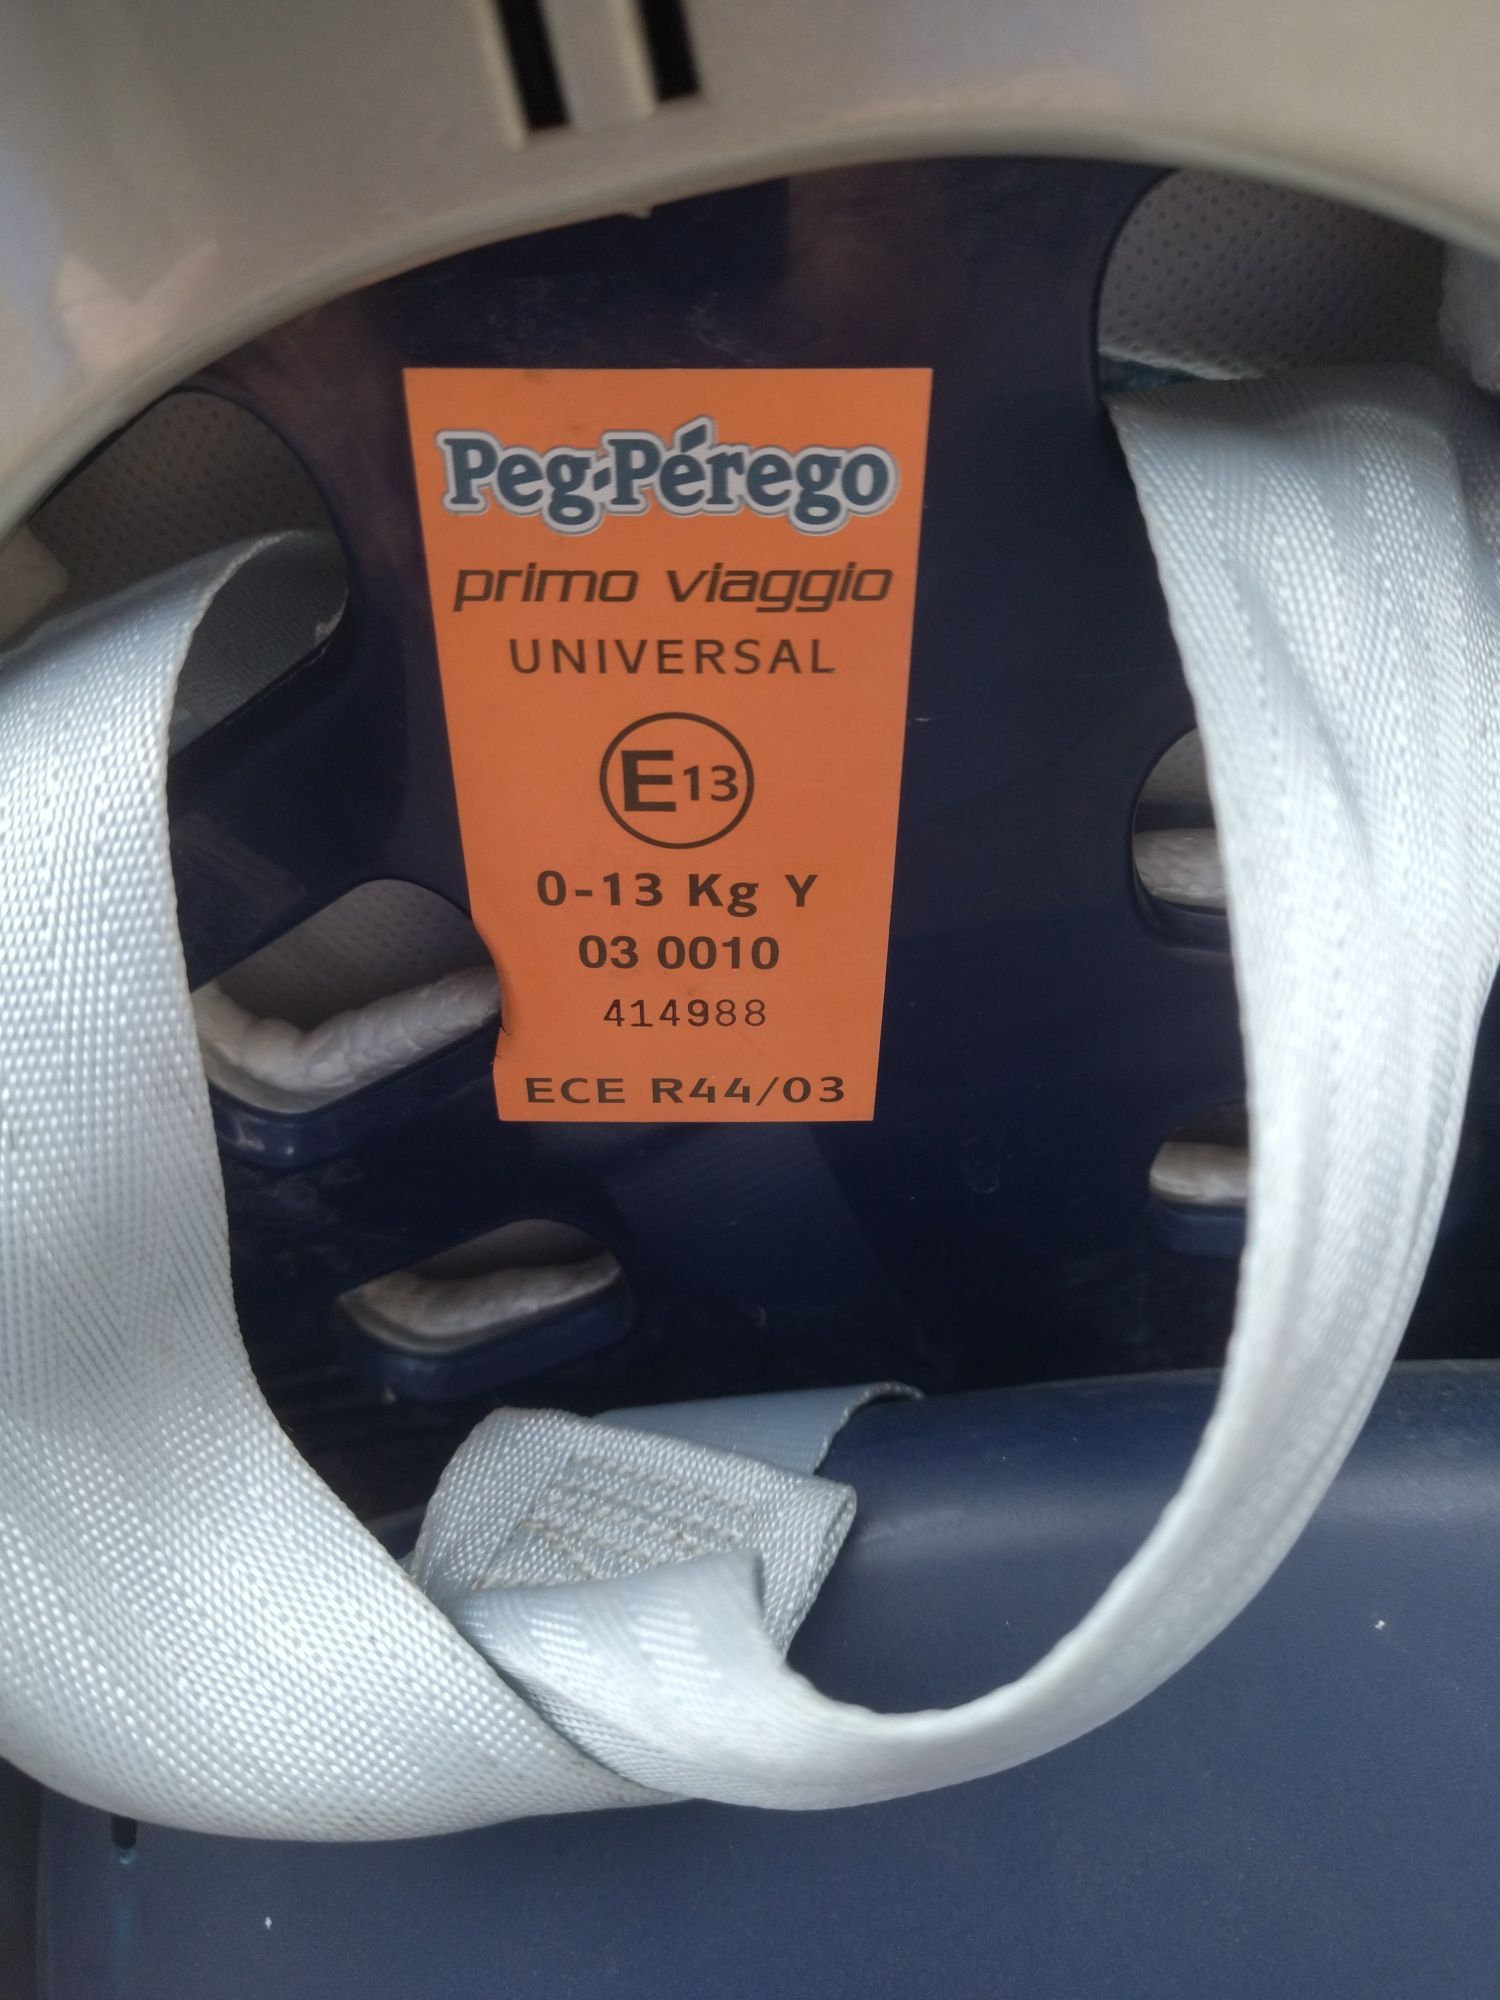 Peg-Pérego
primo viaggio
UNIVERSAL
E13
0-13 Kg Y
03 0010
414988
ECE R44/03